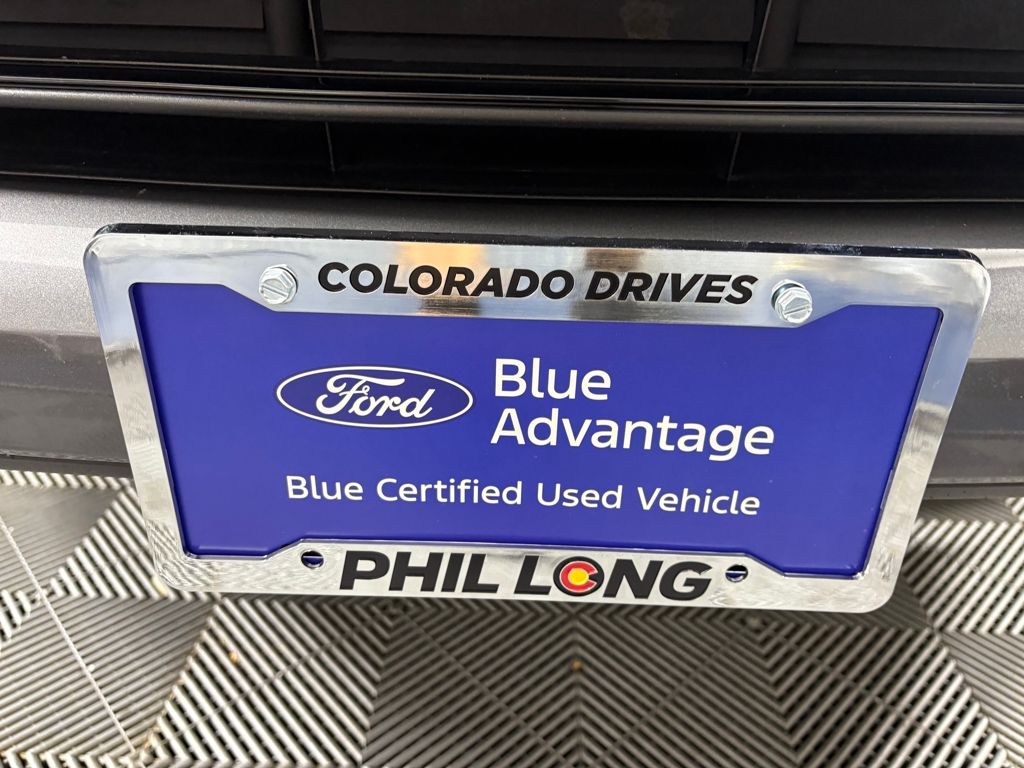 COLORADO DRIVES
Ford
Blue
Advantage
Blue Certified Used Vehicle
PHIL LONG